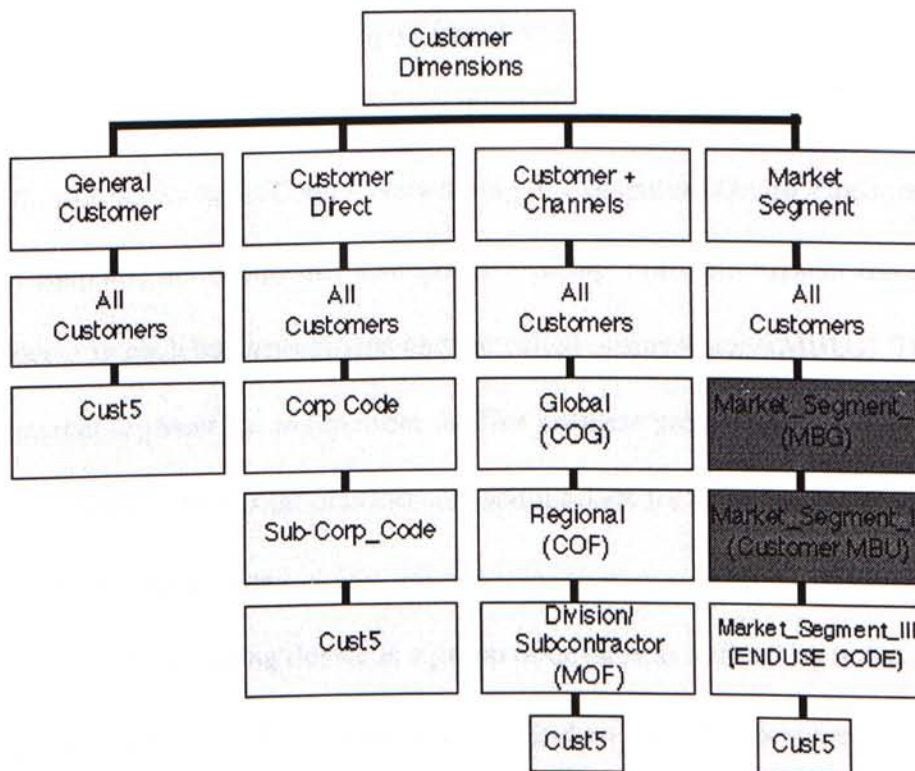 Customer
Dimensions
General
Customer
Customer
Direct
Customer +
Channels
Market
Segment
All
Customers
All
Customers
All
Customers
All
Customers
Cust5
Corp Code
Global
(COG)
Market_Segment_I
(MBG)
Sub-Corp_Code
Regional
(COF)
(Customer MBU)
Cust5
Division/
Subcontractor
(MOF)
Market_Segment_III
(ENDUSE CODE)
Cust5
Cust5